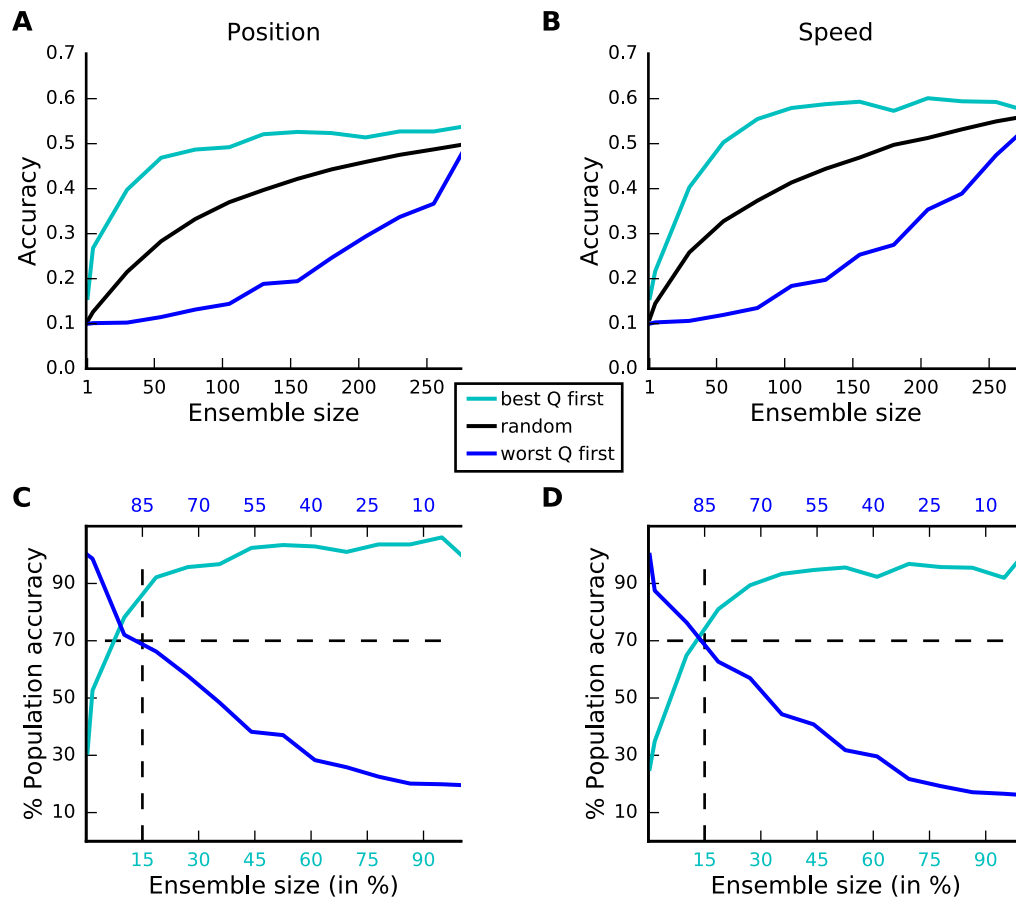 A
Position
B
Speed
0.7
0.6
0.5
0.4
0.3
0.2
0.1
0.0
Accuracy
1 50 100 150 200 250
Ensemble size
0.7
0.6
0.5
0.4
0.3
0.2
0.1
0.0
Accuracy
1 50 100 150 200 250
Ensemble size
best Q first
random
worst Q first
C
85 70 55 40 25 10
90
70
50
30
10
% Population accuracy
15 30 45 60 75 90
Ensemble size (in %)
D
85 70 55 40 25 10
90
70
50
30
10
% Population accuracy
15 30 45 60 75 90
Ensemble size (in %)